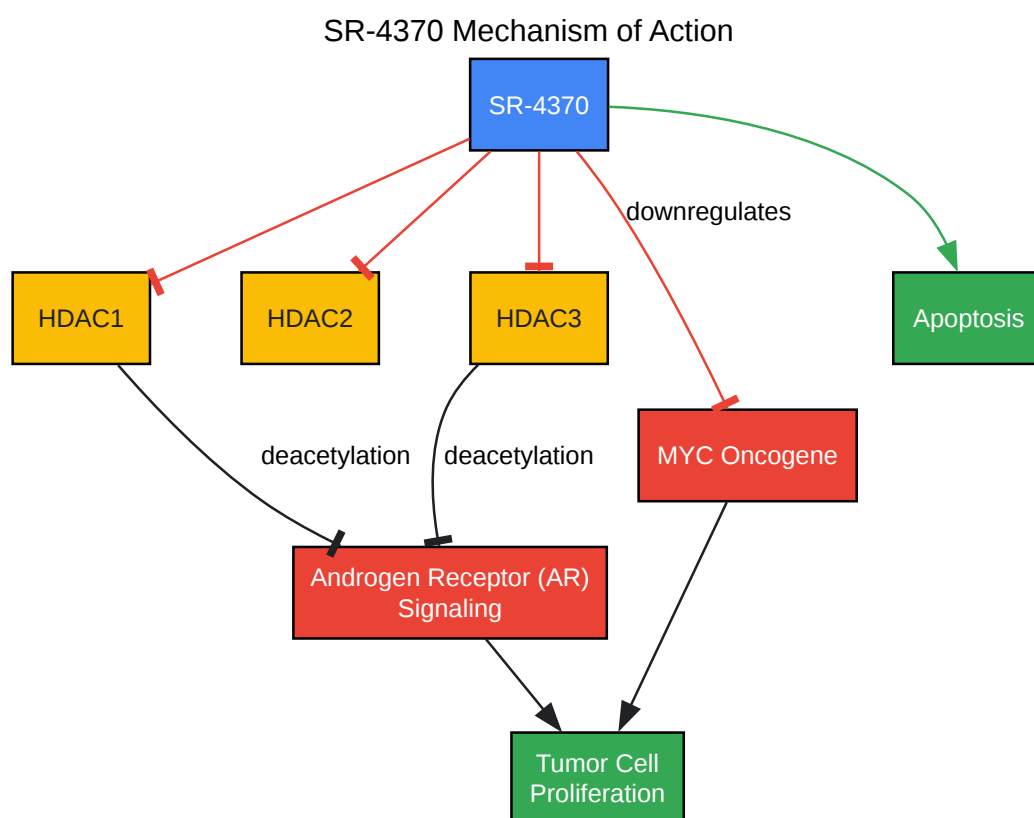 SR-4370 Mechanism of Action
SR-4370
downregulates
HDAC1
HDAC2
HDAC3
Apoptosis
deacetylation
deacetylation
MYC Oncogene
Androgen Receptor (AR)
Signaling
Tumor Cell
Proliferation